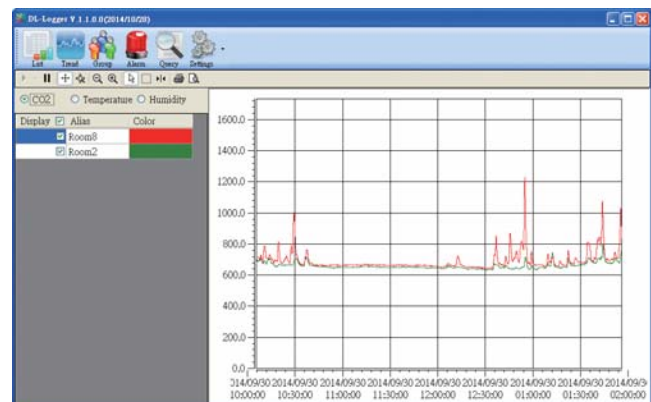 DL-Logger V 1.1.0.0(2014/10/20)
List Trend Group Alarm Query Settings
CO2 Temperature Humidity
Display Alias Color
Room8
Room2
1600.0
1400.0
1200.0
1000.0
800.0
600.0
400.0
200.0
0.0
014/09/30 2014/09/30 2014/09/30 2014/09/30 2014/09/30 2014/09/30 2014/09/30 2014/09/30 2014/09/3
10:00:00 10:30:00 11:00:00 11:30:00 12:00:00 12:30:00 01:00:00 01:30:00 02:00:00